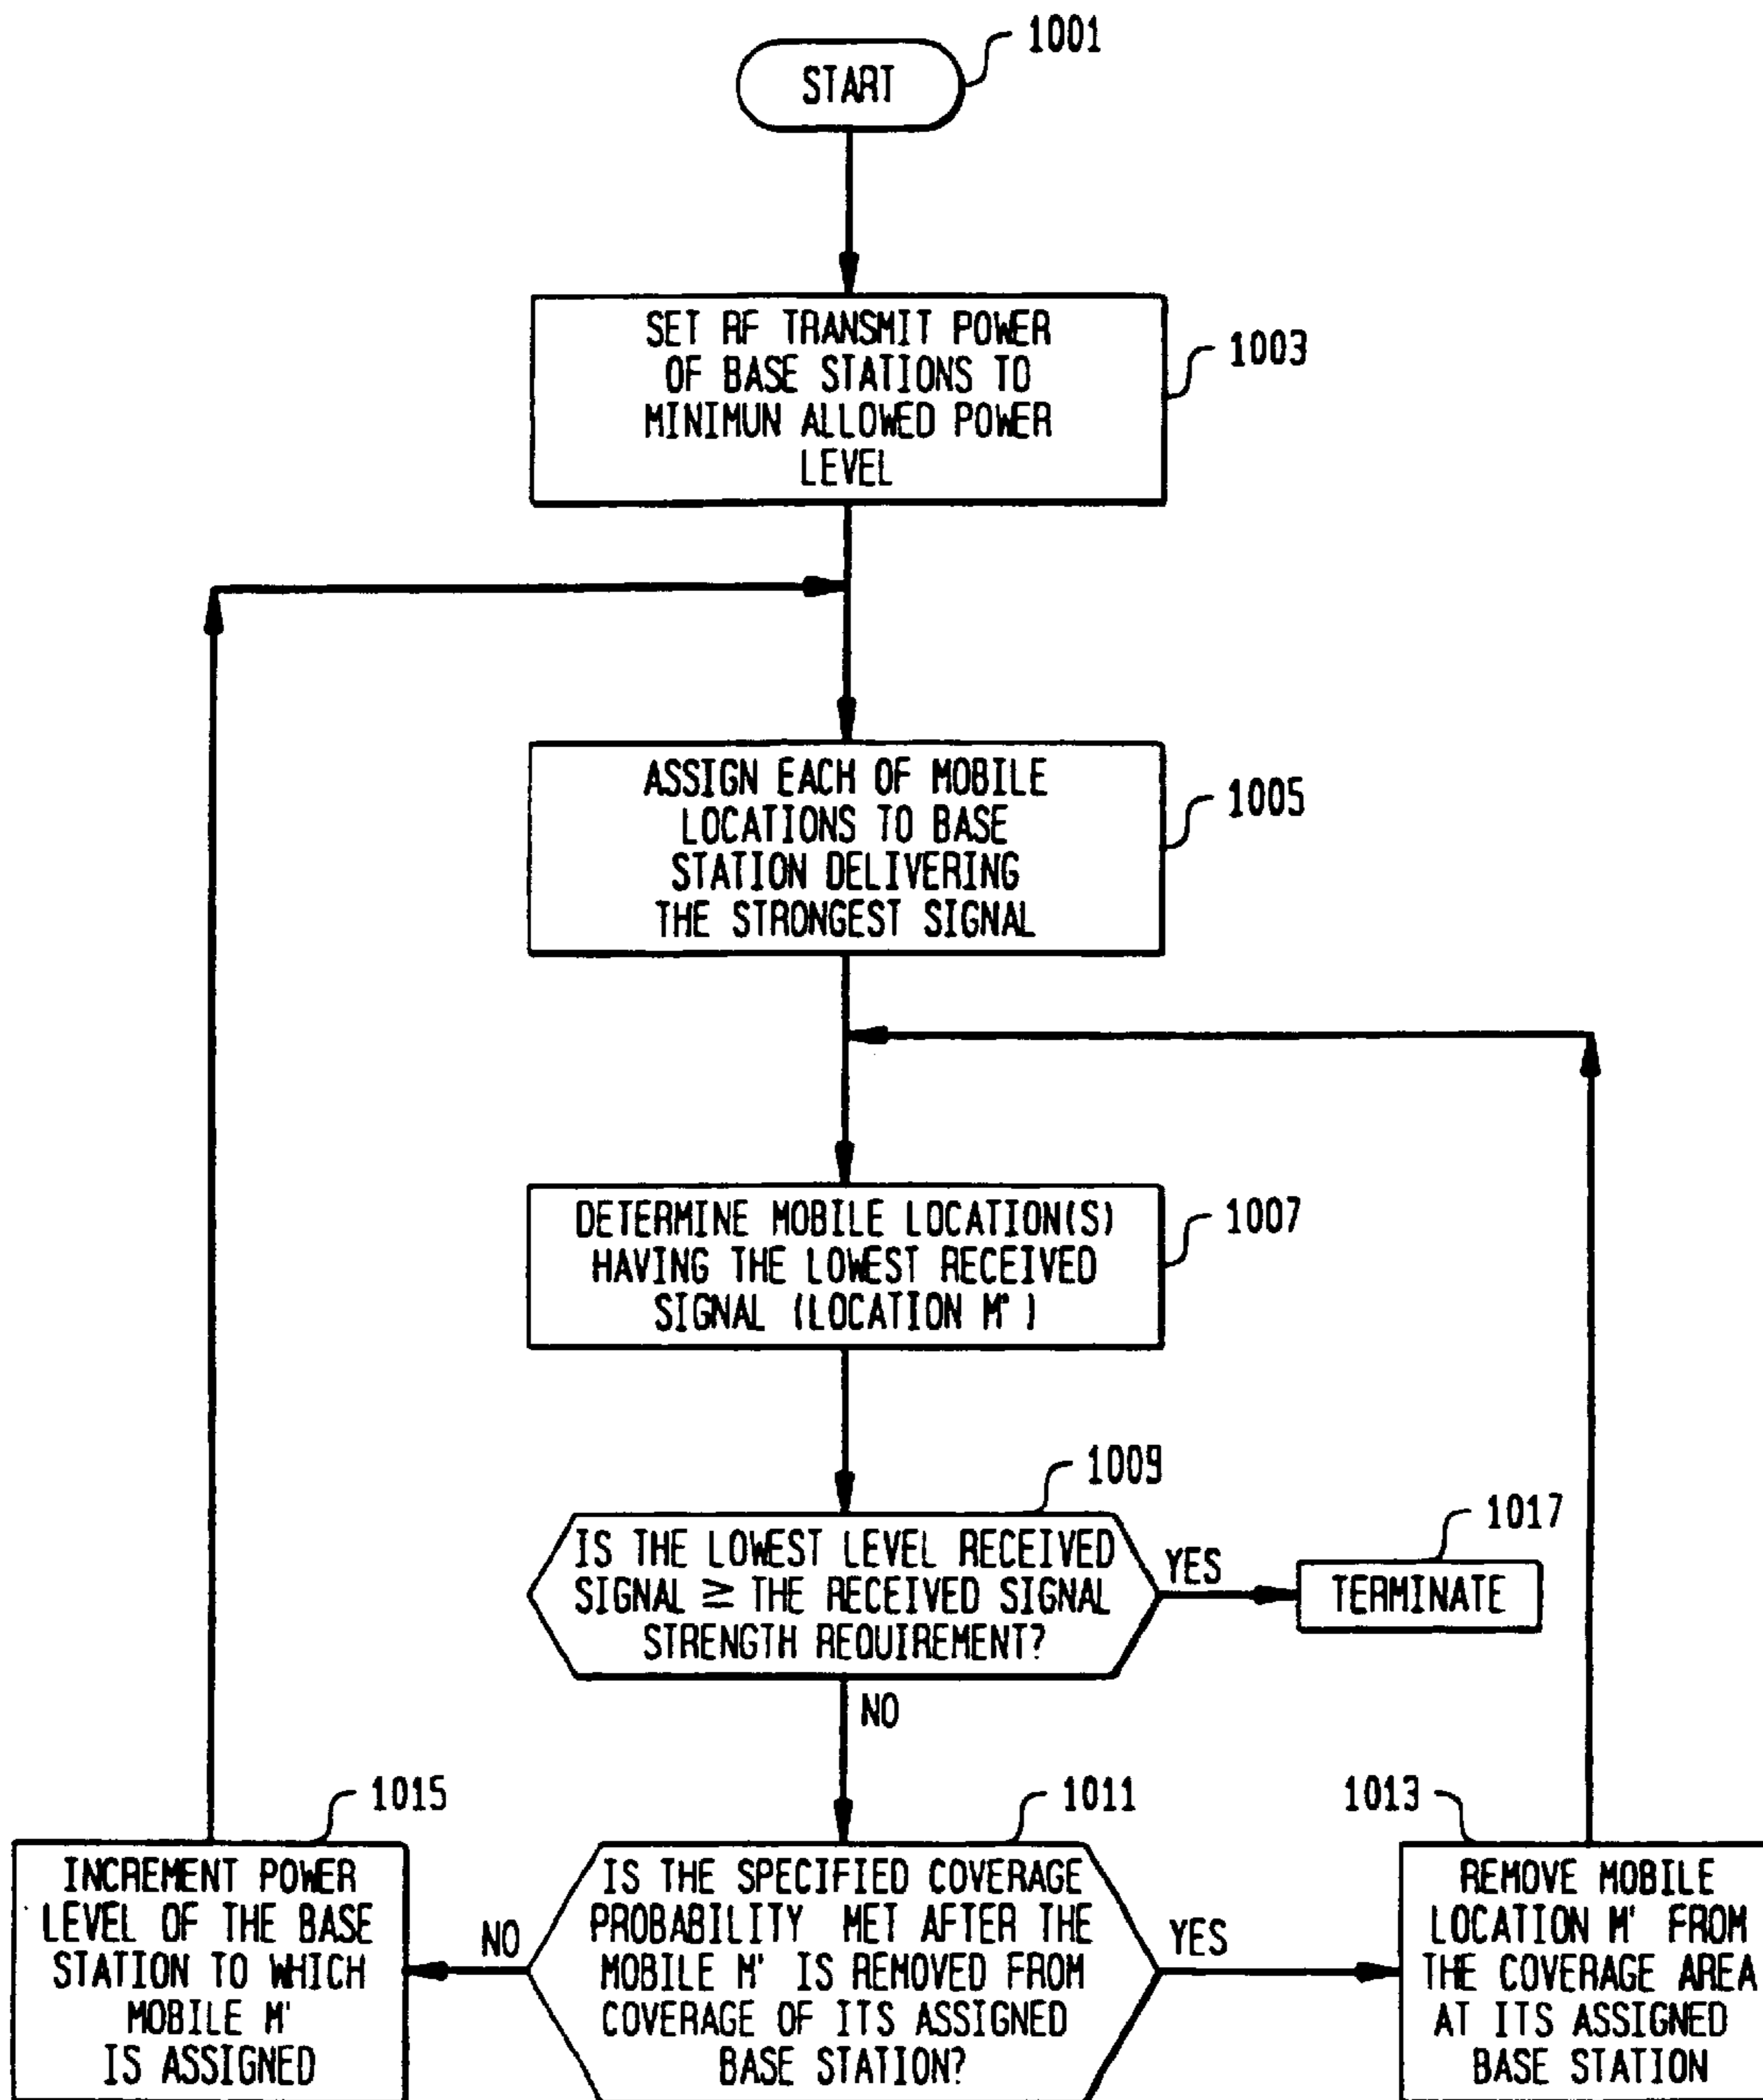 START
1001
SET RF TRANSMIT POWER
OF BASE STATIONS TO
MINIMUN ALLOWED POWER
LEVEL
1003
ASSIGN EACH OF MOBILE
LOCATIONS TO BASE
STATION DELIVERING
THE STRONGEST SIGNAL
1005
DETERMINE MOBILE LOCATION(S)
HAVING THE LOWEST RECEIVED
SIGNAL (LOCATION M')
1007
1009
IS THE LOWEST LEVEL RECEIVED
SIGNAL ≥ THE RECEIVED SIGNAL
STRENGTH REQUIREMENT?
YES
1017
TERMINATE
NO
1015
INCREMENT POWER
LEVEL OF THE BASE
STATION TO WHICH
MOBILE M'
IS ASSIGNED
NO
1011
IS THE SPECIFIED COVERAGE
PROBABILITY MET AFTER THE
MOBILE M' IS REMOVED FROM
COVERAGE OF ITS ASSIGNED
BASE STATION?
YES
1013
REMOVE MOBILE
LOCATION M' FROM
THE COVERAGE AREA
AT ITS ASSIGNED
BASE STATION